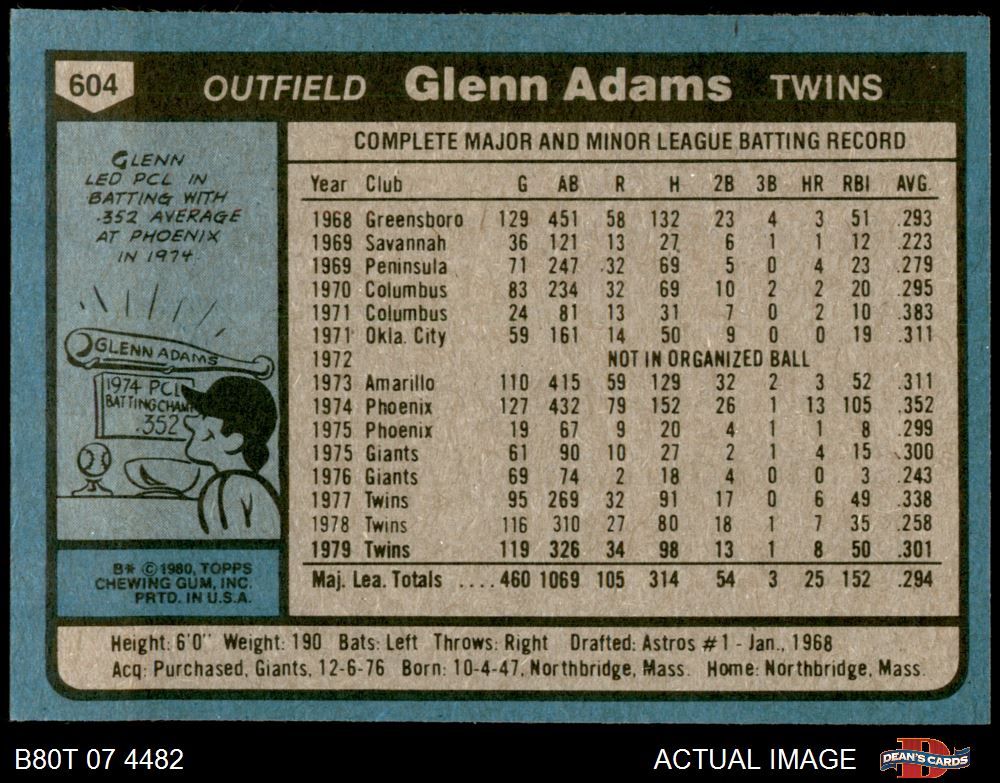 604 OUTFIELD Glenn Adams TWINS
GLENN
LED PCL IN
BATTING WITH
.352 AVERAGE
AT PHOENIX
IN 1974
GLENN ADAMS
1974 PCL
BATTING CHAM
.352
B* © 1980, TOPPS
CHEWING GUM, INC.
PRTD. IN U.S.A.
COMPLETE MAJOR AND MINOR LEAGUE BATTING RECORD
Year Club G AB R H 2B 3B HR RBI AVG.
1968 Greensboro 129 451 58 132 23 4 3 51 .293
1969 Savannah 36 121 13 27 6 1 1 12 .223
1969 Peninsula 71 247 32 69 5 0 4 23 .279
1970 Columbus 83 234 32 69 10 2 2 20 .295
1971 Columbus 24 81 13 31 7 0 2 10 .383
1971 Okla. City 59 161 14 50 9 0 0 19 .311
1972 NOT IN ORGANIZED BALL
1973 Amarillo 110 415 59 129 32 2 3 52 .311
1974 Phoenix 127 432 79 152 26 1 13 105 .352
1975 Phoenix 19 67 9 20 4 1 1 8 .299
1975 Giants 61 90 10 27 2 1 4 15 .300
1976 Giants 69 74 2 18 4 0 0 3 .243
1977 Twins 95 269 32 91 17 0 6 49 .338
1978 Twins 116 310 27 80 18 1 7 35 .258
1979 Twins 119 326 34 98 13 1 8 50 .301
Maj. Lea. Totals .... 460 1069 105 314 54 3 25 152 .294
Height: 6'0" Weight: 190 Bats: Left Throws: Right Drafted: Astros #1 - Jan., 1968
Acq: Purchased, Giants, 12-6-76 Born: 10-4-47, Northbridge, Mass. Home: Northbridge, Mass.
B80T 07 4482 ACTUAL IMAGE D DEAN'S CARDS